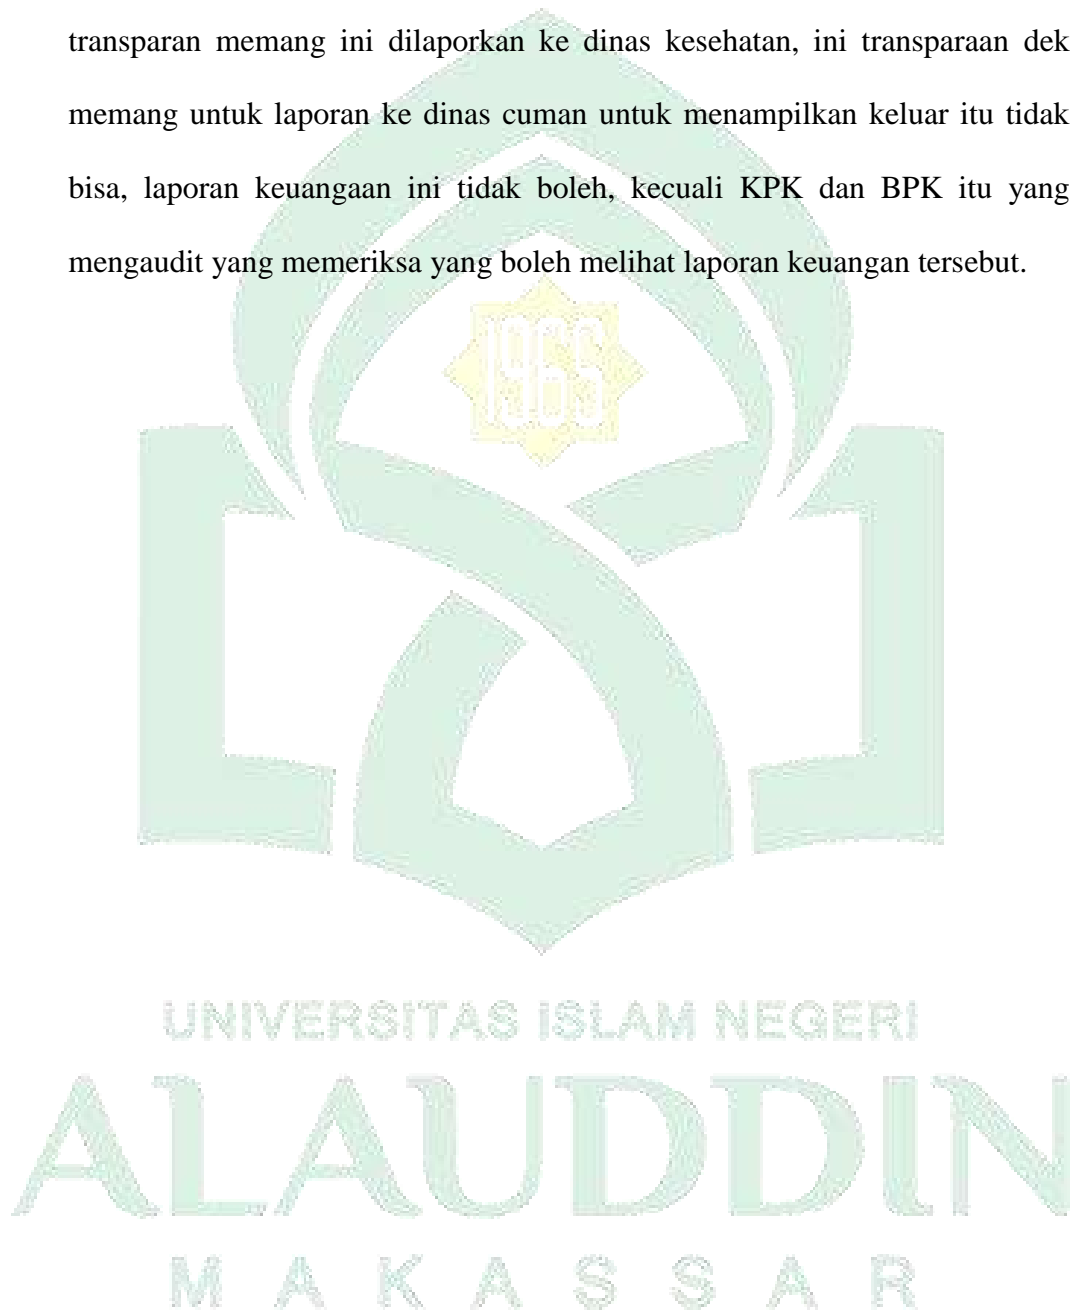 transparan memang ini dilaporkan ke dinas kesehatan, ini transparaan dek
memang untuk laporan ke dinas cuman untuk menampilkan keluar itu tidak
bisa, laporan keuangaan ini tidak boleh, kecuali KPK dan BPK itu yang
mengaudit yang memeriksa yang boleh melihat laporan keuangan tersebut.
1965
UNIVERSITAS ISLAM NEGERI
ALAUDDIN
MAKASSAR